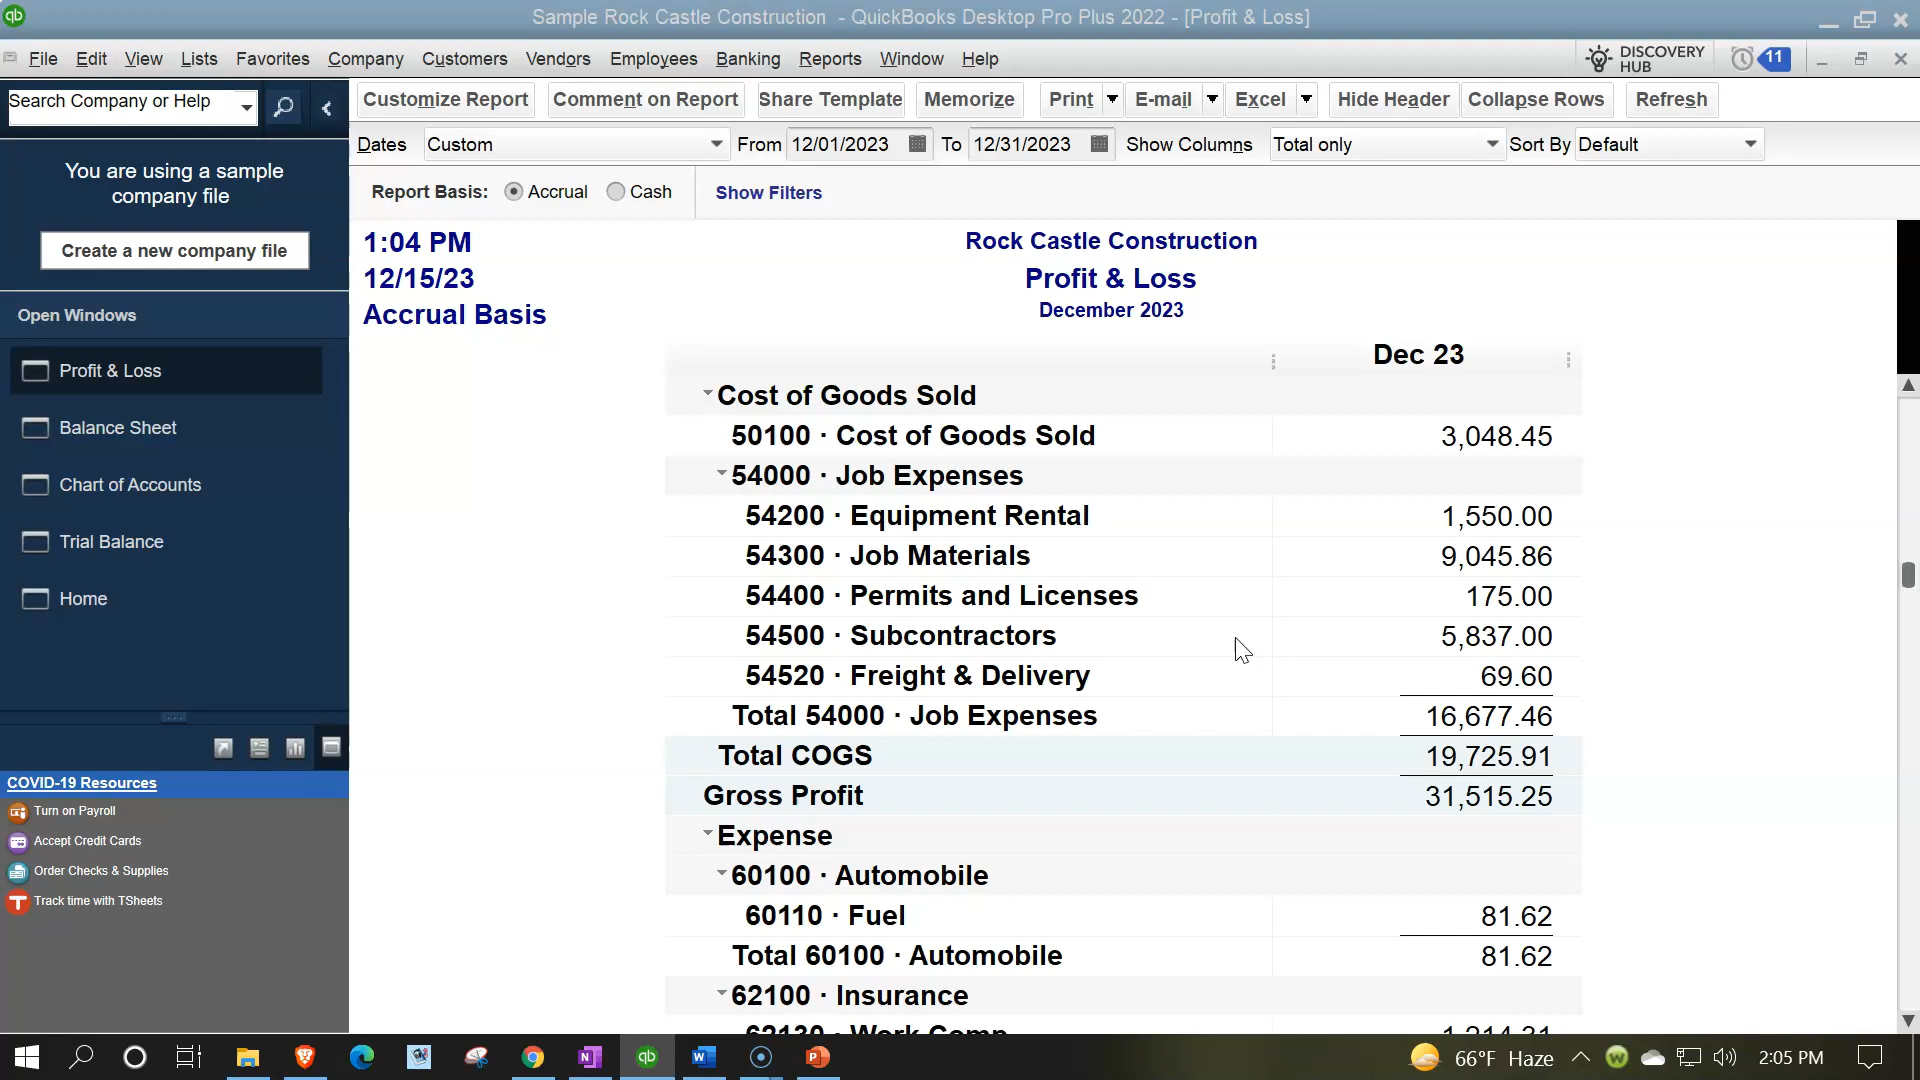 Sample Rock Castle Construction - QuickBooks Desktop Pro Plus 2022 - [Profit & Loss]
File Edit View Lists Favorites Company Customers Vendors Employees Banking Reports Window Help
DISCOVERY
HUB
11
Search Company or Help
Customize Report Comment on Report Share Template Memorize Print E-mail Excel Hide Header Collapse Rows Refresh
Dates Custom From 12/01/2023 To 12/31/2023 Show Columns Total only Sort By Default
Report Basis: Accrual Cash Show Filters
You are using a sample
company file
Create a new company file
Open Windows
Profit & Loss
Balance Sheet
Chart of Accounts
Trial Balance
Home
COVID-19 Resources
Turn on Payroll
Accept Credit Cards
Order Checks & Supplies
Track time with TSheets
1:04 PM
12/15/23
Accrual Basis
Rock Castle Construction
Profit & Loss
December 2023
Dec 23
Cost of Goods Sold
50100 · Cost of Goods Sold 3,048.45
54000 · Job Expenses
54200 · Equipment Rental 1,550.00
54300 · Job Materials 9,045.86
54400 · Permits and Licenses 175.00
54500 · Subcontractors 5,837.00
54520 · Freight & Delivery 69.60
Total 54000 · Job Expenses 16,677.46
Total COGS 19,725.91
Gross Profit 31,515.25
Expense
60100 · Automobile
60110 · Fuel 81.62
Total 60100 · Automobile 81.62
62100 · Insurance
62130 · Work Comp 1,214.31
66°F Haze 2:05 PM